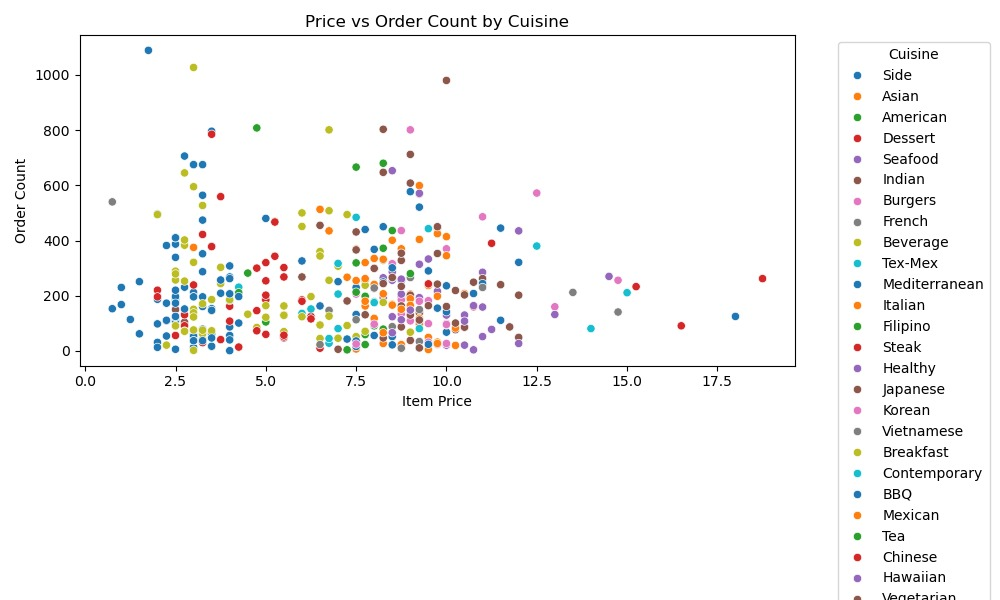 Price vs Order Count by Cuisine
Order Count
1000
800
600
400
200
0
0.0 2.5 5.0 7.5 10.0 12.5 15.0 17.5
Item Price
Cuisine
Side
Asian
American
Dessert
Seafood
Indian
Burgers
French
Beverage
Tex-Mex
Mediterranean
Italian
Filipino
Steak
Healthy
Japanese
Korean
Vietnamese
Breakfast
Contemporary
BBQ
Mexican
Tea
Chinese
Hawaiian
Vegetarian